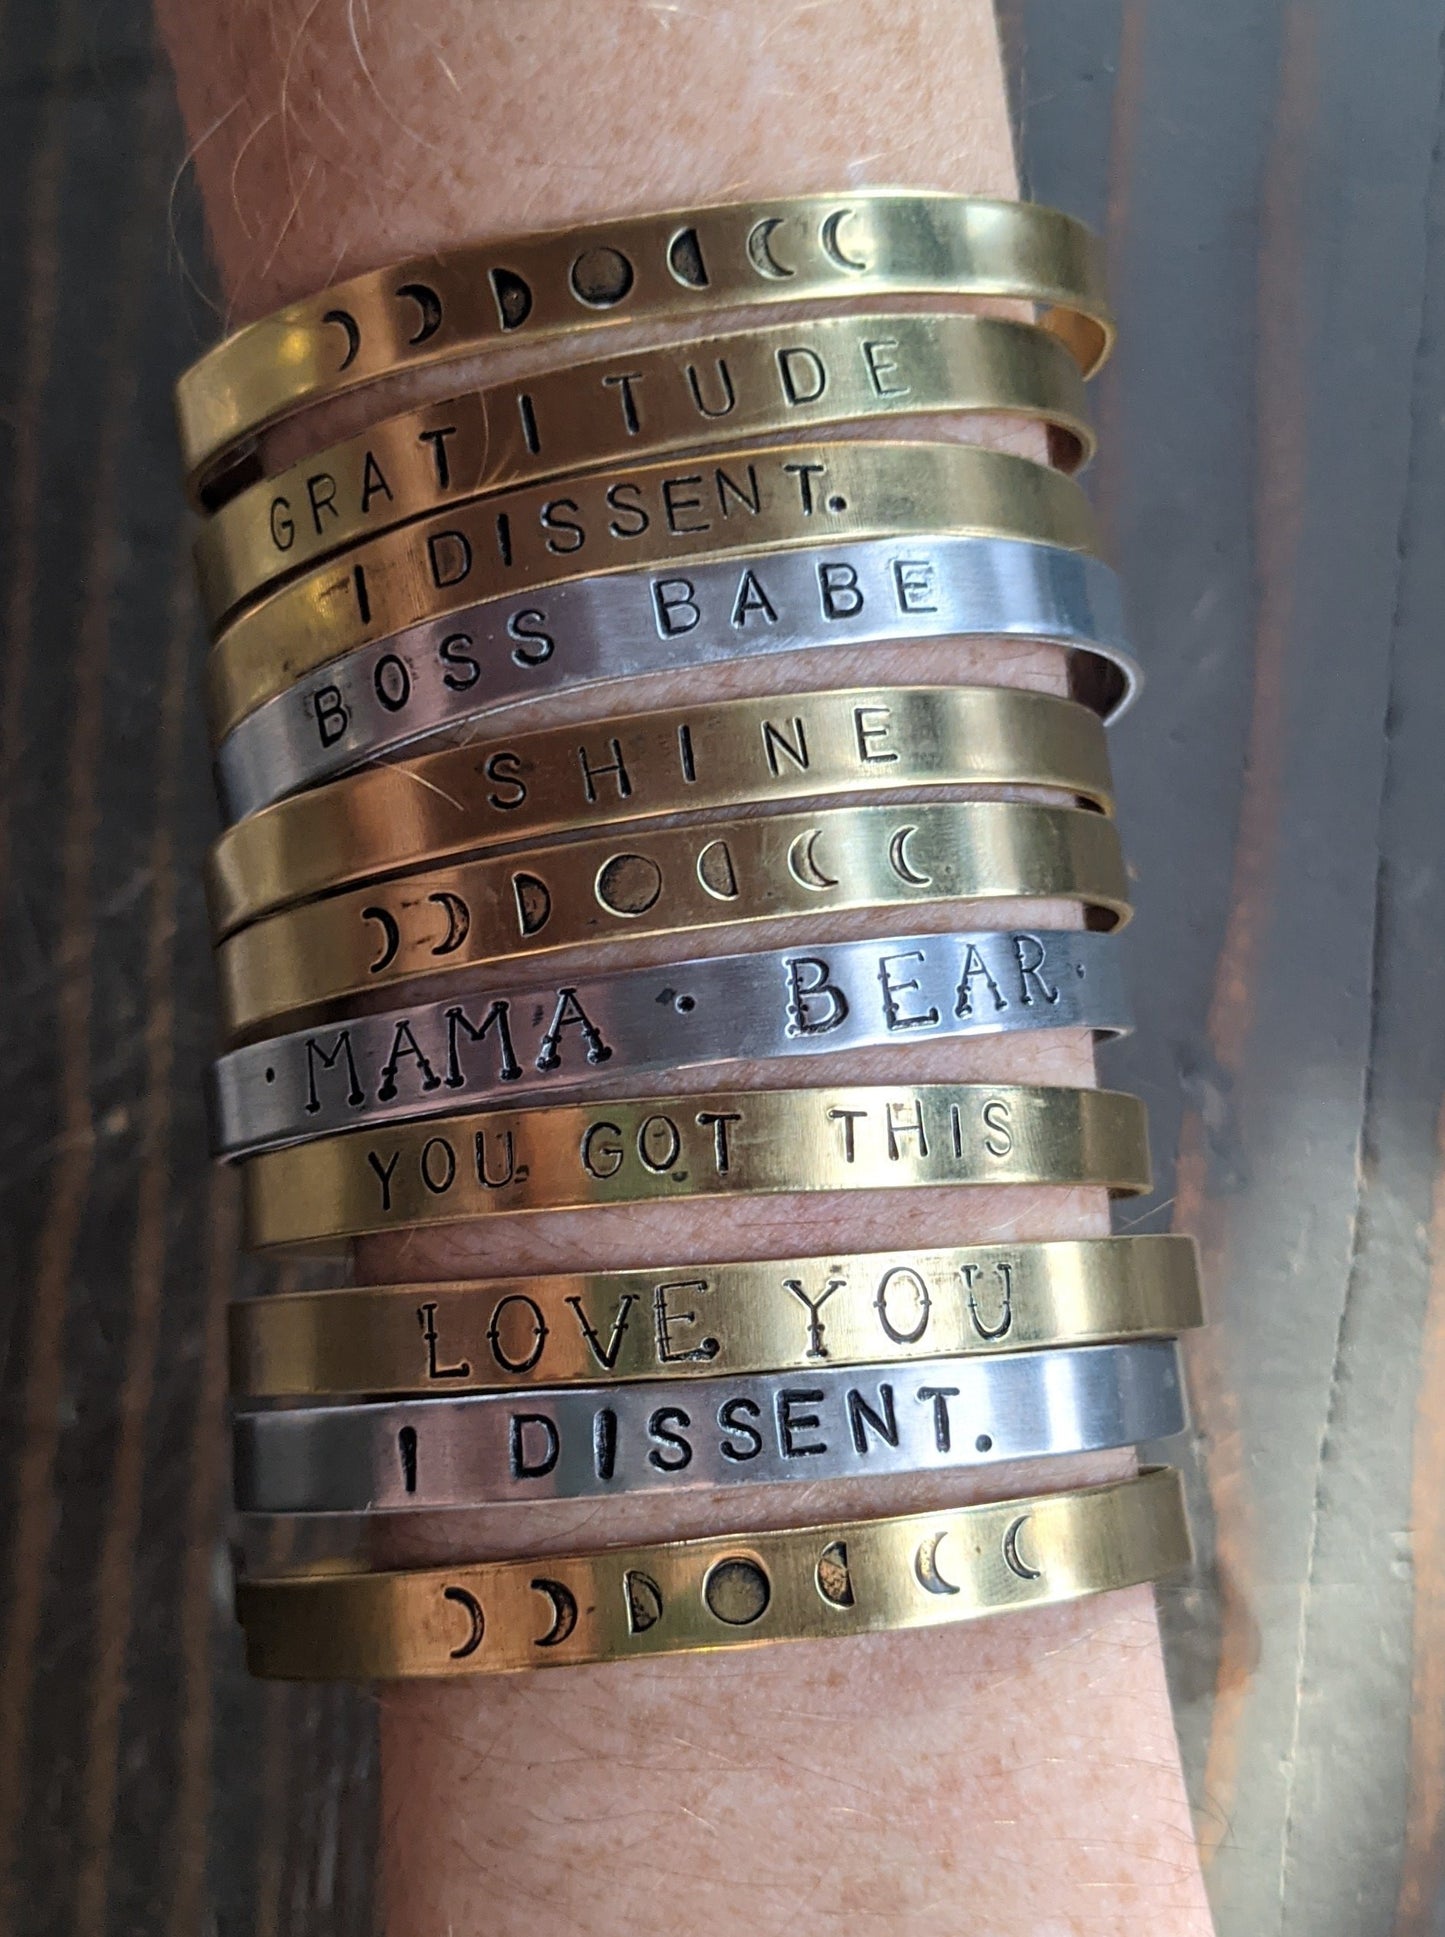 GRATITUDE
I DISSENT.
BOSS BABE
SHINE
· MAMA · BEAR ·
YOU GOT THIS
LOVE YOU
I DISSENT.